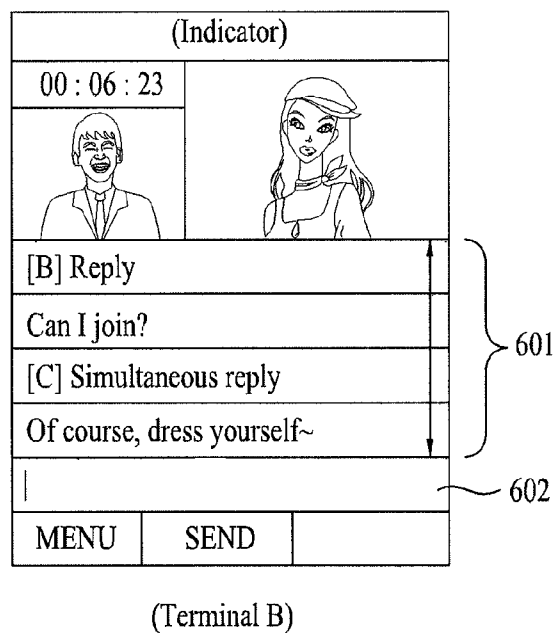 (Indicator)
00 : 06 : 23
[B] Reply
Can I join?
[C] Simultaneous reply
Of course, dress yourself~
601
602
MENU SEND
(Terminal B)